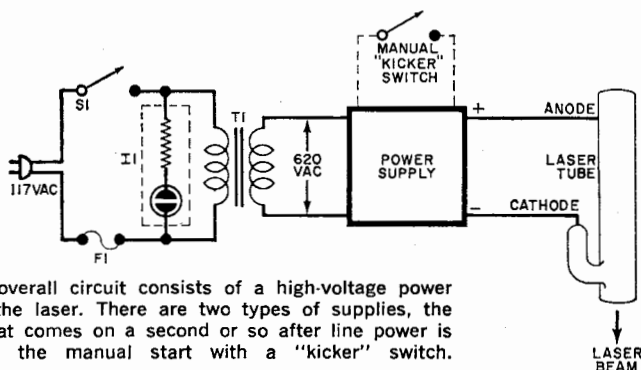 MANUAL
"KICKER"
SWITCH
S1
I1
T1
117VAC
620
VAC
F1
POWER
SUPPLY
+
−
ANODE
LASER
TUBE
CATHODE
LASER
BEAM
overall circuit consists of a high-voltage power
the laser. There are two types of supplies, the
at comes on a second or so after line power is
the manual start with a "kicker" switch.